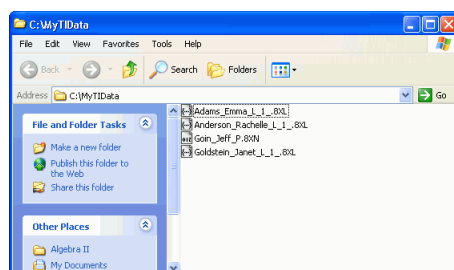 C:\MyTIData
File Edit View Favorites Tools Help
Back Search Folders
Address C:\MyTIData Go
File and Folder Tasks
Make a new folder
Publish this folder to
the Web
Share this folder
Other Places
Algebra II
My Documents
Adams_Emma_L_1_.8XL
Anderson_Rachelle_L_1_.8XL
Goin_Jeff_P.8XN
Goldstein_Janet_L_1_.8XL